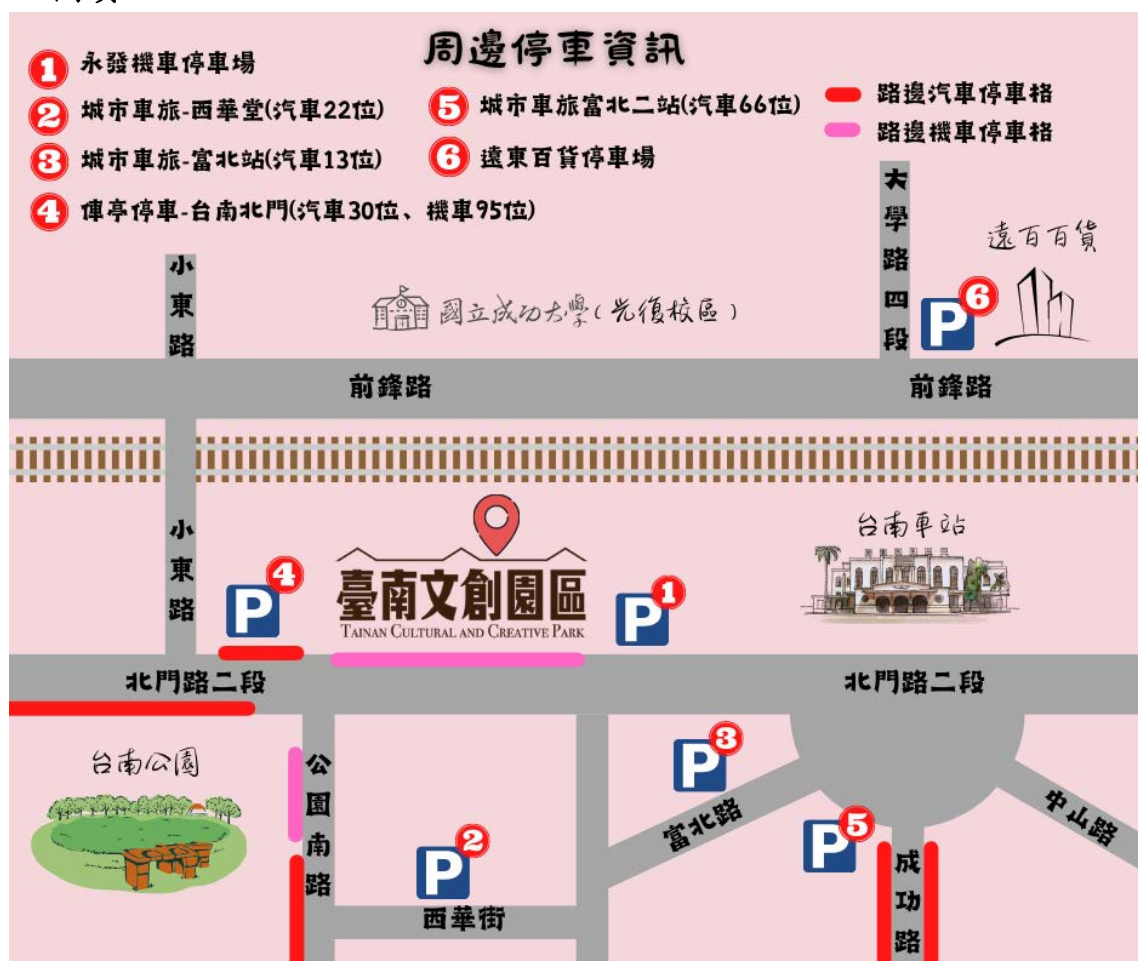 周邊停車資訊
1 永發機車停車場
2 城市車旅-西華堂(汽車22位)
3 城市車旅-富北站(汽車13位)
4 俥亭停車-台南北門(汽車30位、機車95位)
5 城市車旅富北二站(汽車66位)
6 遠東百貨停車場
路邊汽車停車格
路邊機車停車格
小東路
國立成功大學(光復校區)
大學路四段
P 6
遠百百貨
前鋒路
前鋒路
小東路
P 4
臺南文創園區
TAINAN CULTURAL AND CREATIVE PARK
P 1
台南車站
北門路二段
北門路二段
台南公園
公園南路
P 2
西華街
P 3
富北路
P 5
成功路
中山路